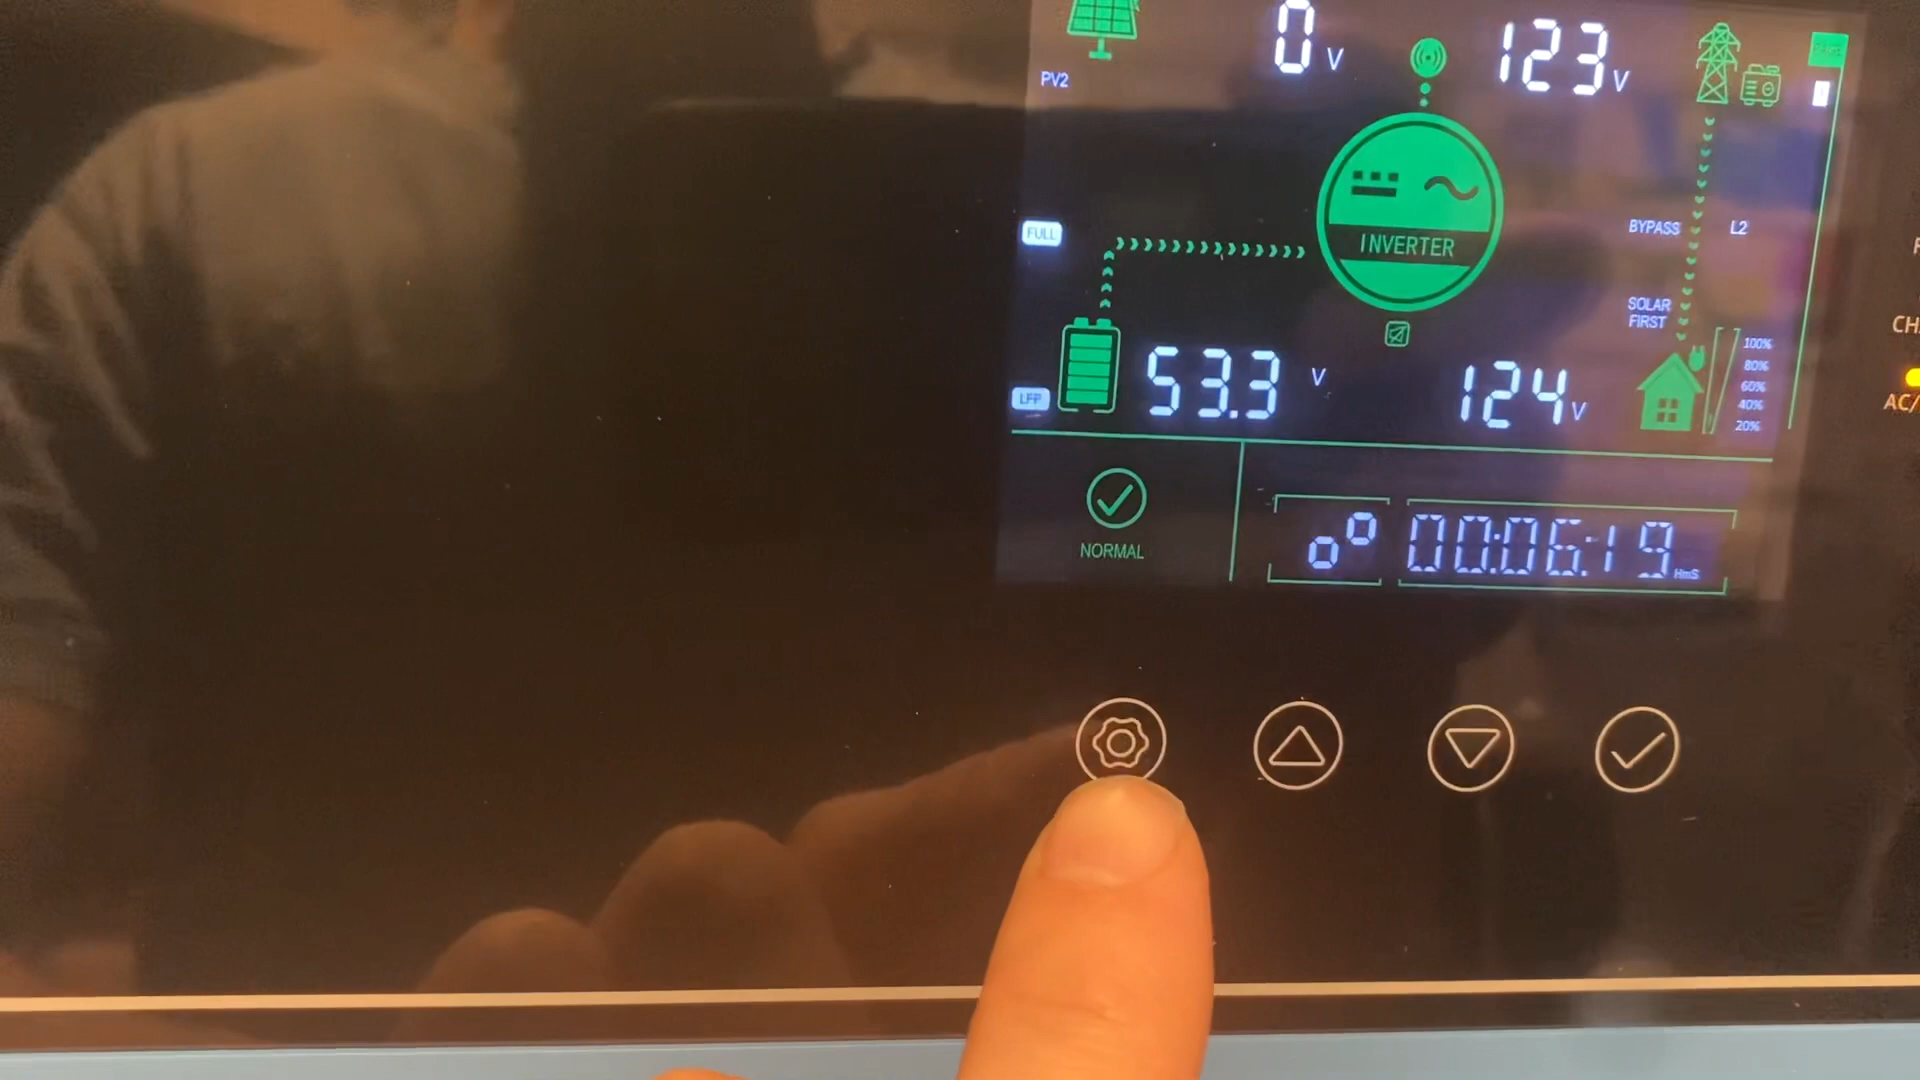 0 V
123 V
PV2
FULL
INVERTER
BYPASS L2
SOLAR
FIRST
100%
80%
60%
40%
20%
LFP
53.3 V
124 V
NORMAL
00:06:19 HmS
CH
AC/